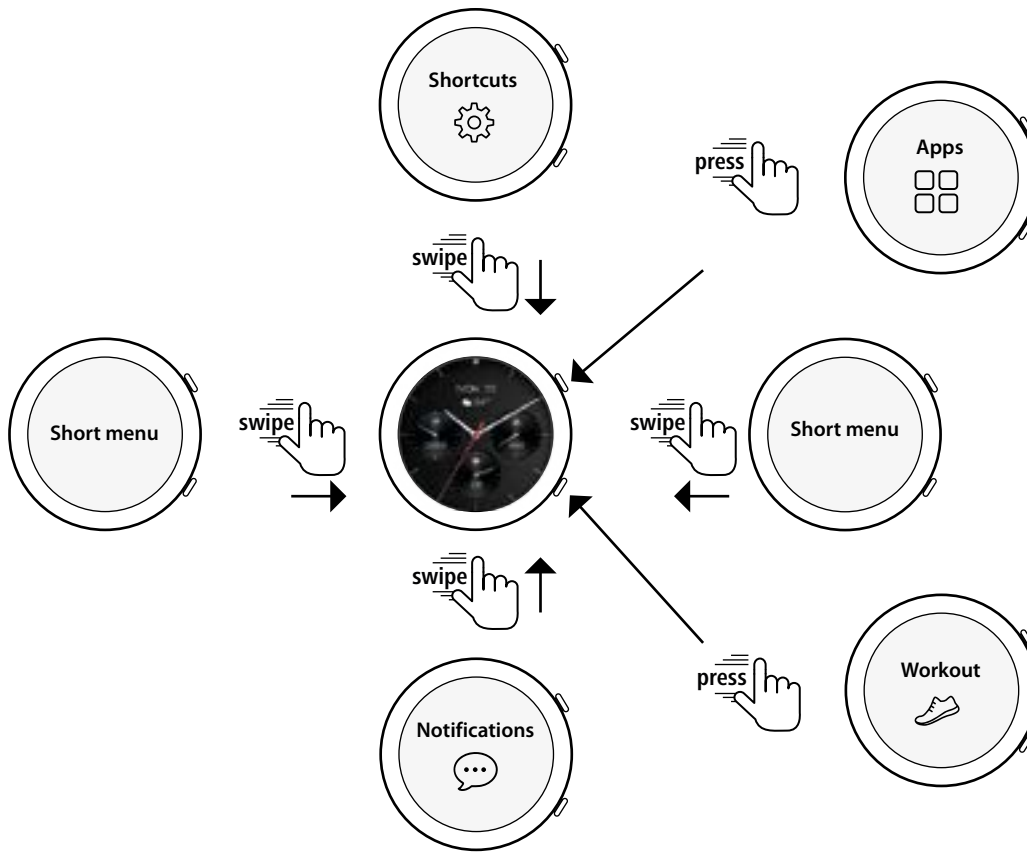 Shortcuts
press
Apps
swipe
Short menu
swipe
swipe
Short menu
swipe
Notifications
press
Workout